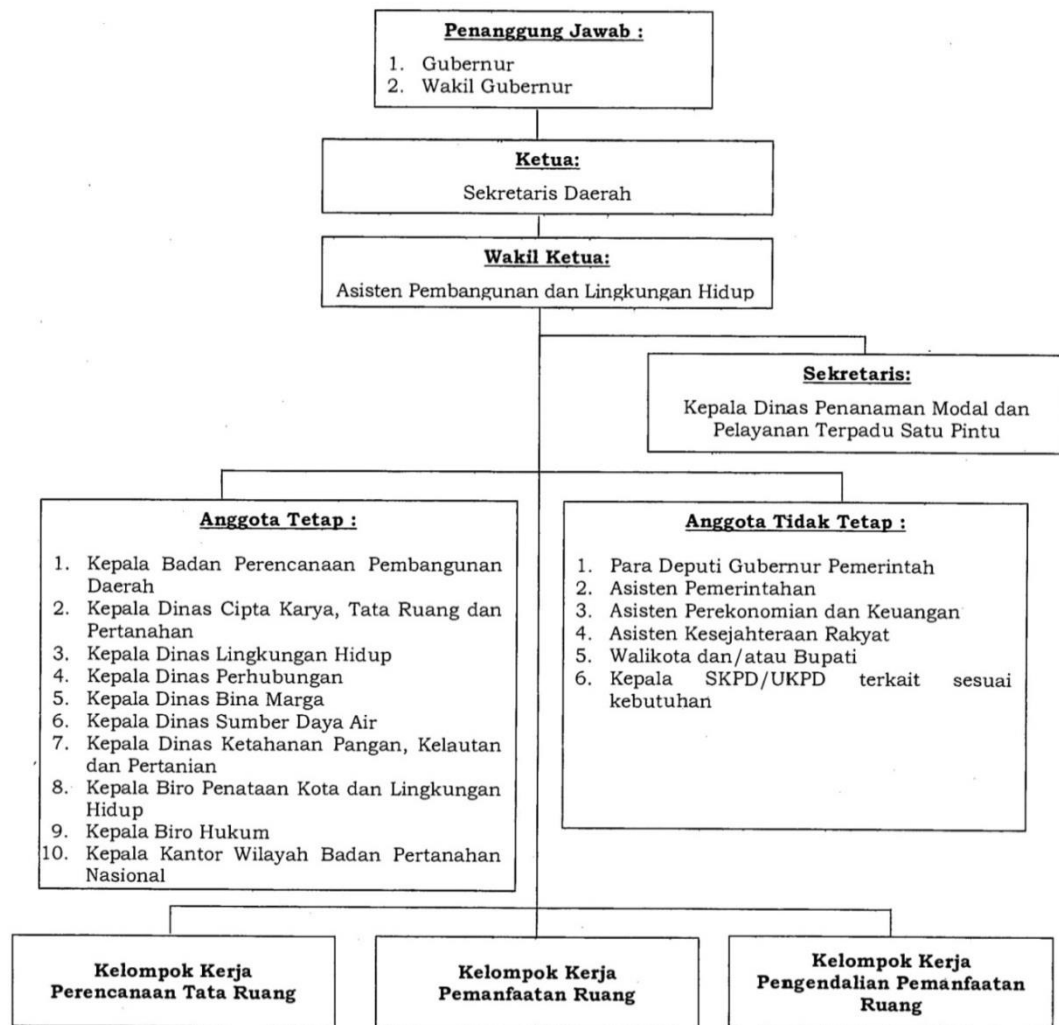 Penanggung Jawab :
1. Gubernur
2. Wakil Gubernur
Ketua:
Sekretaris Daerah
Wakil Ketua:
Asisten Pembangunan dan Lingkungan Hidup
Sekretaris:
Kepala Dinas Penanaman Modal dan
Pelayanan Terpadu Satu Pintu
Anggota Tetap :
1. Kepala Badan Perencanaan Pembangunan
Daerah
2. Kepala Dinas Cipta Karya, Tata Ruang dan
Pertanahan
3. Kepala Dinas Lingkungan Hidup
4. Kepala Dinas Perhubungan
5. Kepala Dinas Bina Marga
6. Kepala Dinas Sumber Daya Air
7. Kepala Dinas Ketahanan Pangan, Kelautan
dan Pertanian
8. Kepala Biro Penataan Kota dan Lingkungan
Hidup
9. Kepala Biro Hukum
10. Kepala Kantor Wilayah Badan Pertanahan
Nasional
Anggota Tidak Tetap :
1. Para Deputi Gubernur Pemerintah
2. Asisten Pemerintahan
3. Asisten Perekonomian dan Keuangan
4. Asisten Kesejahteraan Rakyat
5. Walikota dan/atau Bupati
6. Kepala SKPD/UKPD terkait sesuai
kebutuhan
Kelompok Kerja
Perencanaan Tata Ruang
Kelompok Kerja
Pemanfaatan Ruang
Kelompok Kerja
Pengendalian Pemanfaatan
Ruang